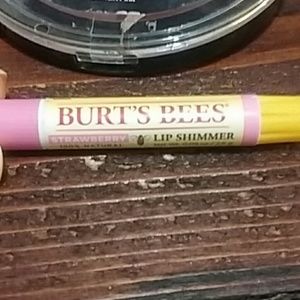 BURT'S BEES
STRAWBERRY
LIP SHIMMER
100% NATURAL